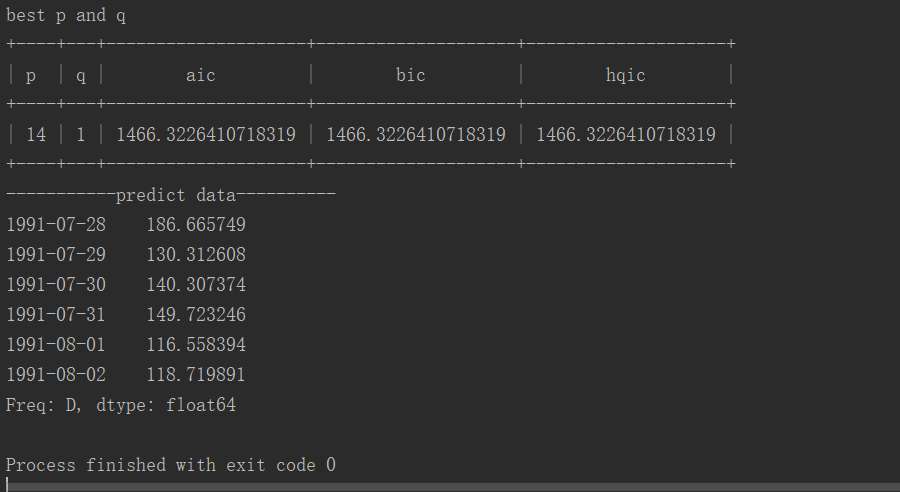 best p and q
+----+---+--------------------+--------------------+--------------------+
| p  | q |        aic         |        bic         |        hqic        |
+----+---+--------------------+--------------------+--------------------+
| 14 | 1 | 1466.3226410718319 | 1466.3226410718319 | 1466.3226410718319 |
+----+---+--------------------+--------------------+--------------------+
-----------predict data----------
1991-07-28    186.665749
1991-07-29    130.312608
1991-07-30    140.307374
1991-07-31    149.723246
1991-08-01    116.558394
1991-08-02    118.719891
Freq: D, dtype: float64
Process finished with exit code 0